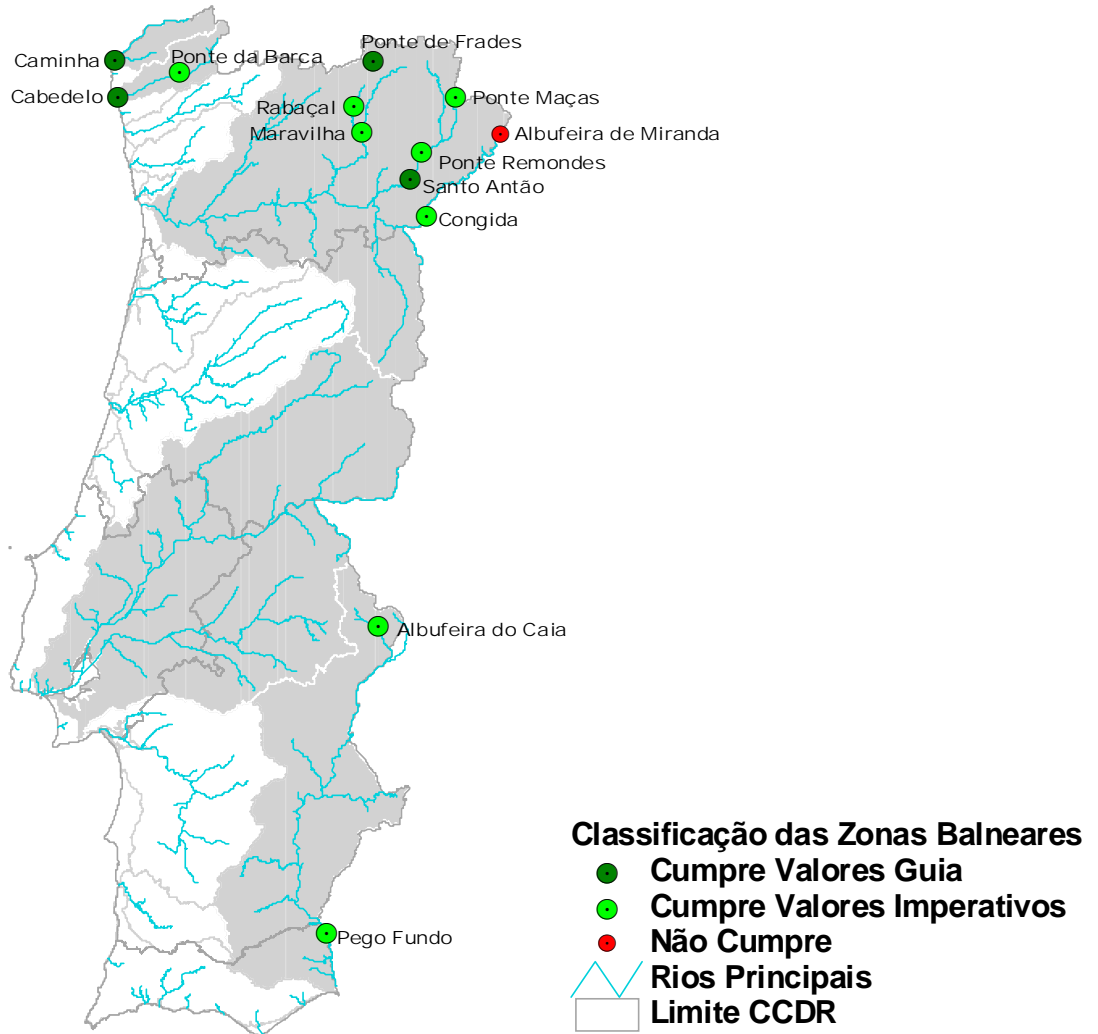 Ponte de Frades
Caminha
Ponte da Barca
Cabedelo
Rabaçal
Ponte Maças
Maravilha
Albufeira de Miranda
Ponte Remondes
Santo Antão
Congida
Albufeira do Caia
Pego Fundo
Classificação das Zonas Balneares
Cumpre Valores Guia
Cumpre Valores Imperativos
Não Cumpre
Rios Principais
Limite CCDR